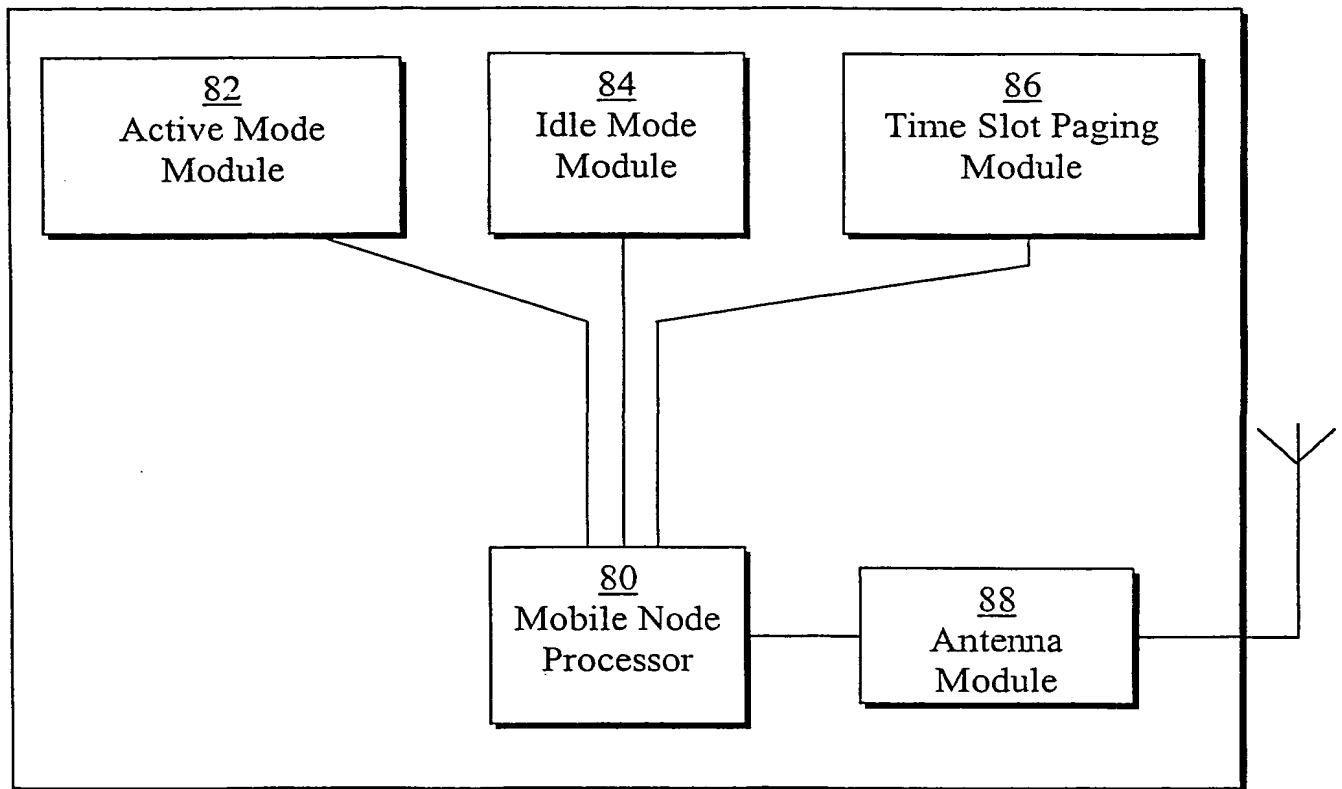 82
Active Mode
Module
84
Idle Mode
Module
86
Time Slot Paging
Module
80
Mobile Node
Processor
88
Antenna
Module